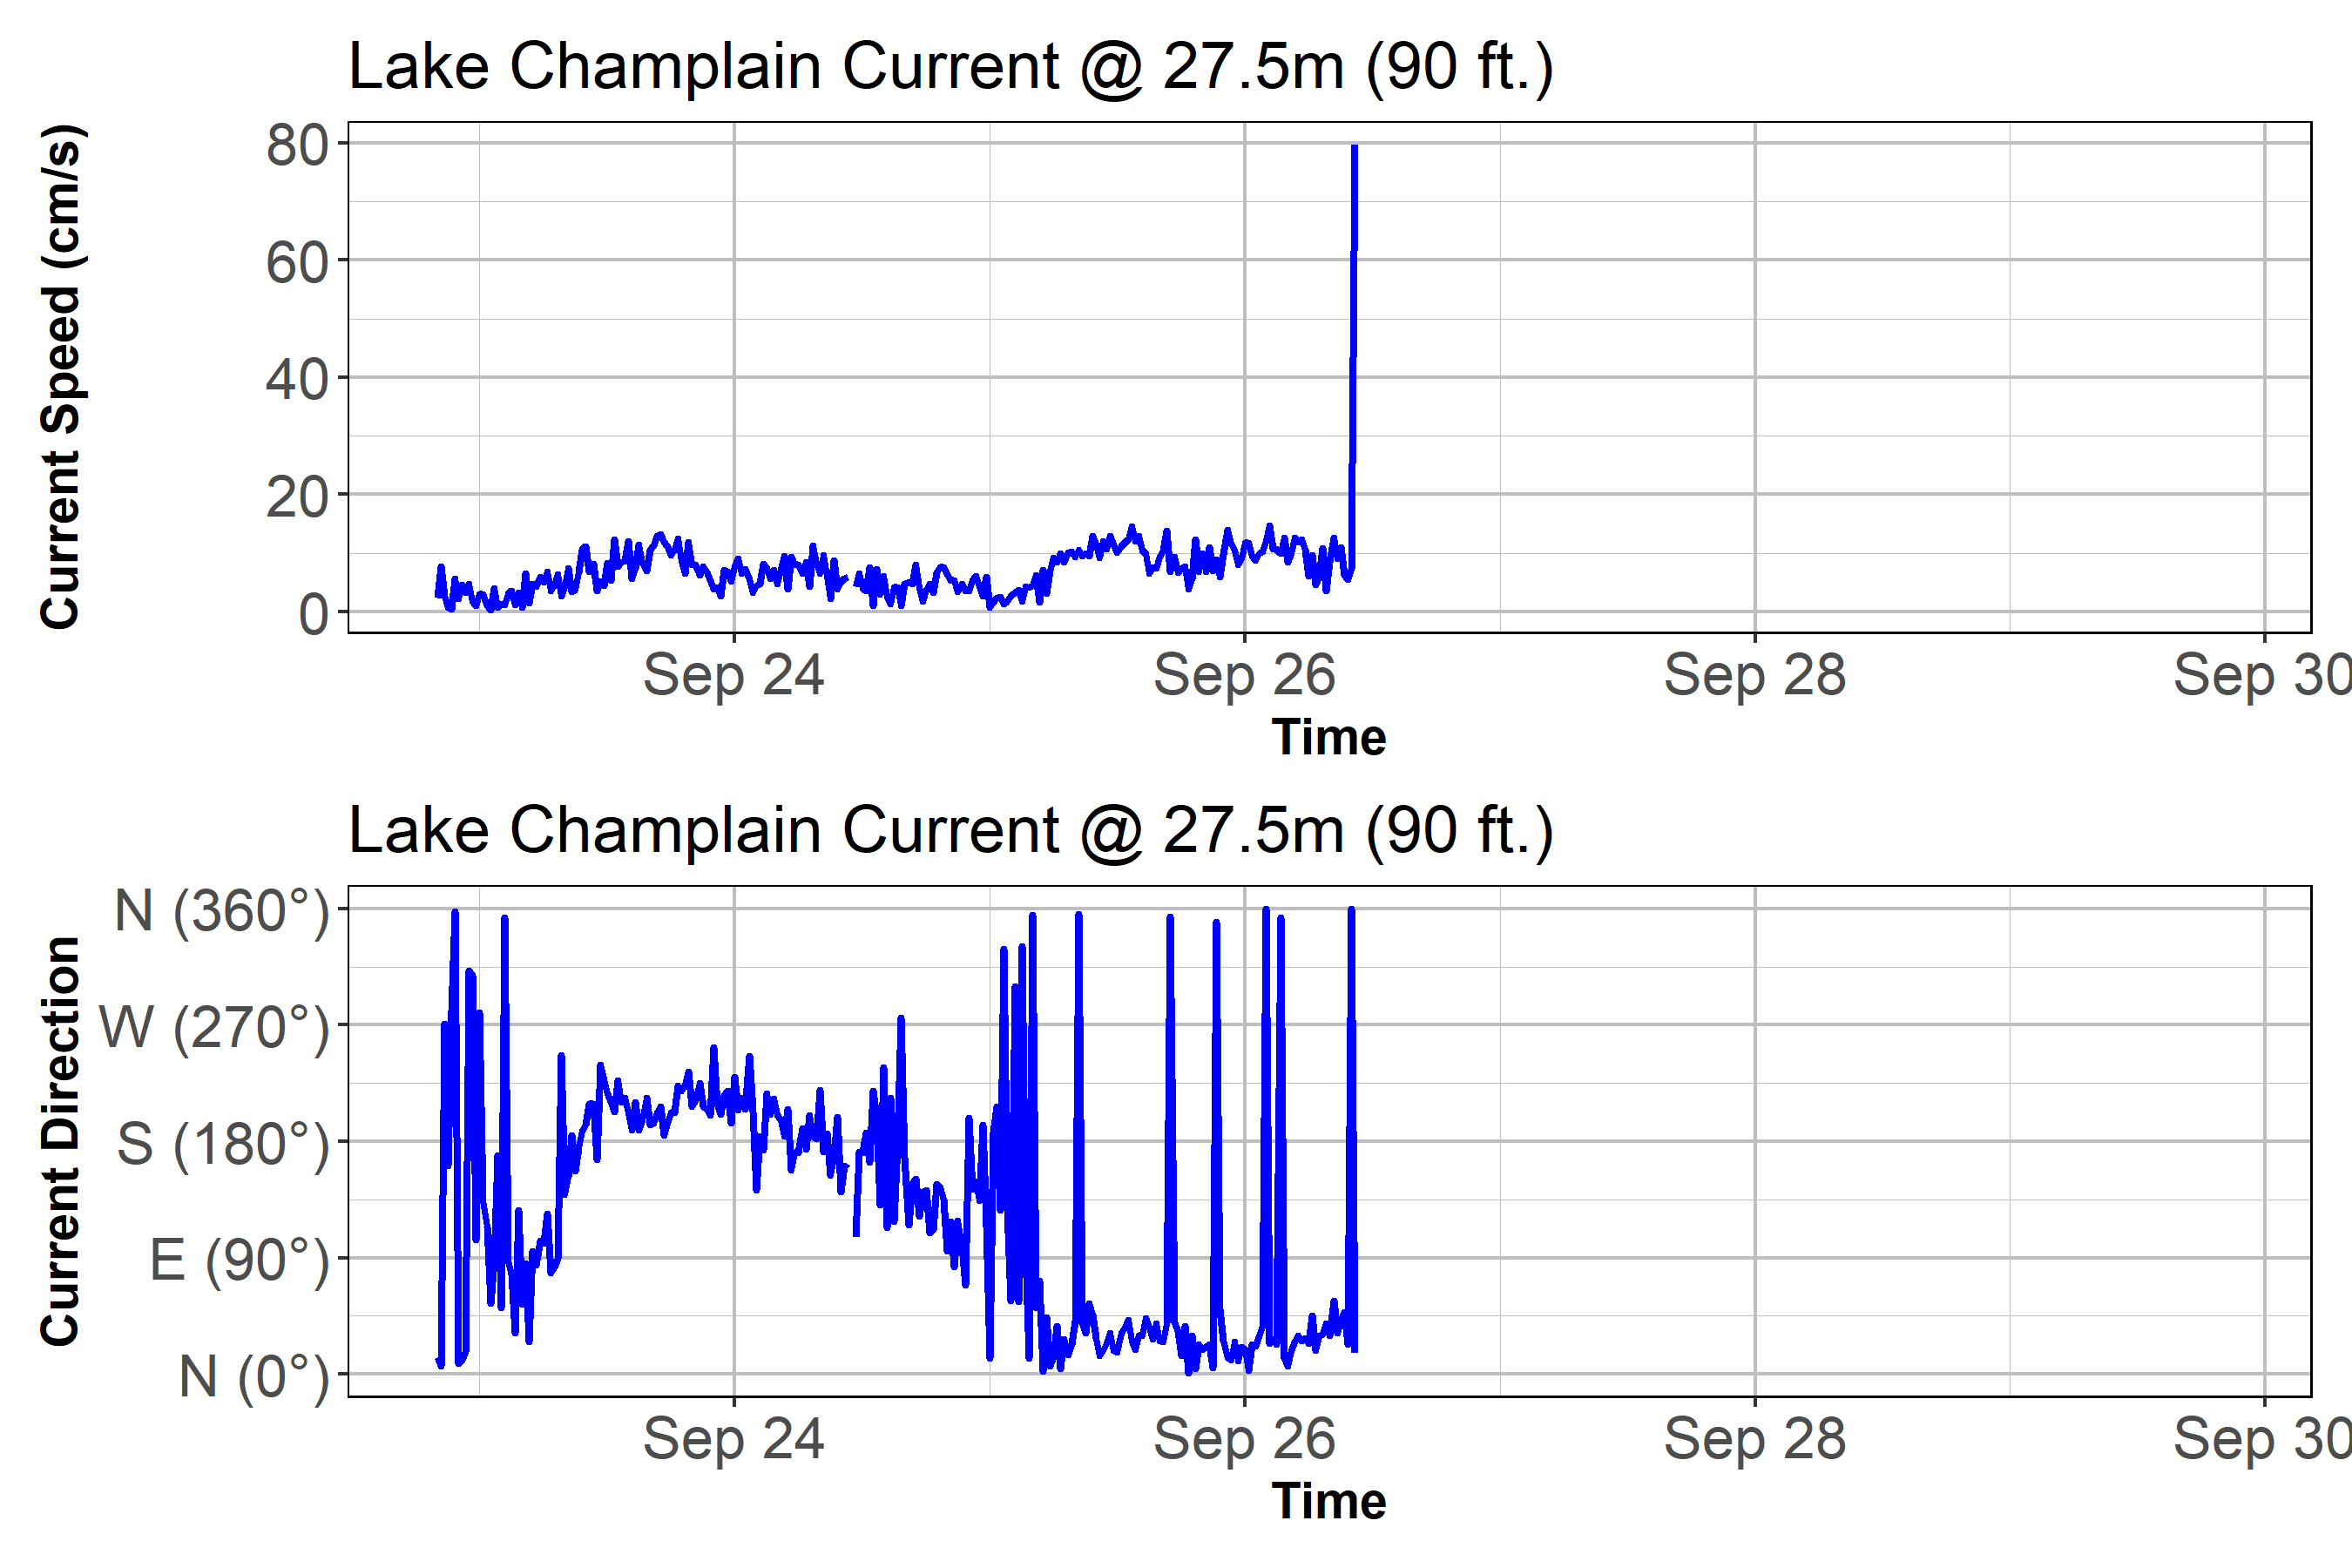 Lake Champlain Current @ 27.5m (90 ft.)
Current Speed (cm/s)
80
60
40
20
0
Sep 24 Sep 26 Sep 28 Sep 30
Time
Lake Champlain Current @ 27.5m (90 ft.)
Current Direction
N (360°)
W (270°)
S (180°)
E (90°)
N (0°)
Sep 24 Sep 26 Sep 28 Sep 30
Time